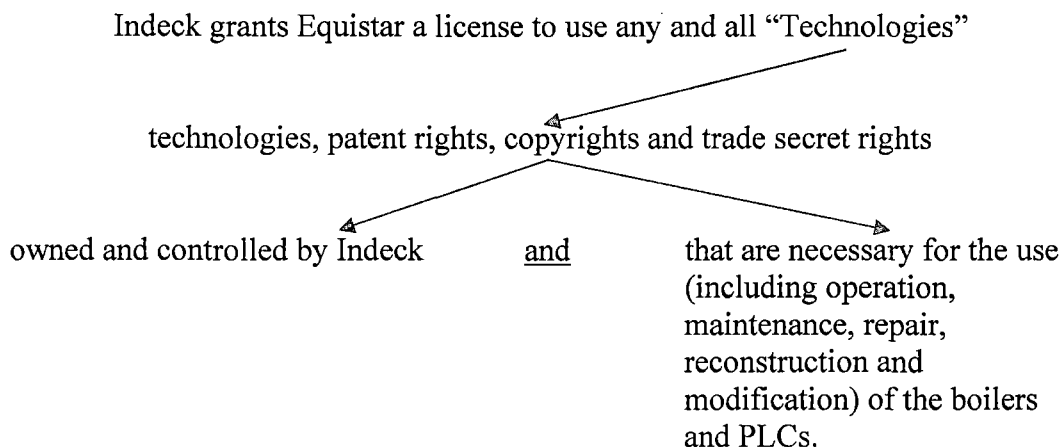 Indeck grants Equistar a license to use any and all “Technologies”
technologies, patent rights, copyrights and trade secret rights
owned and controlled by Indeck
and
that are necessary for the use
(including operation,
maintenance, repair,
reconstruction and
modification) of the boilers
and PLCs.